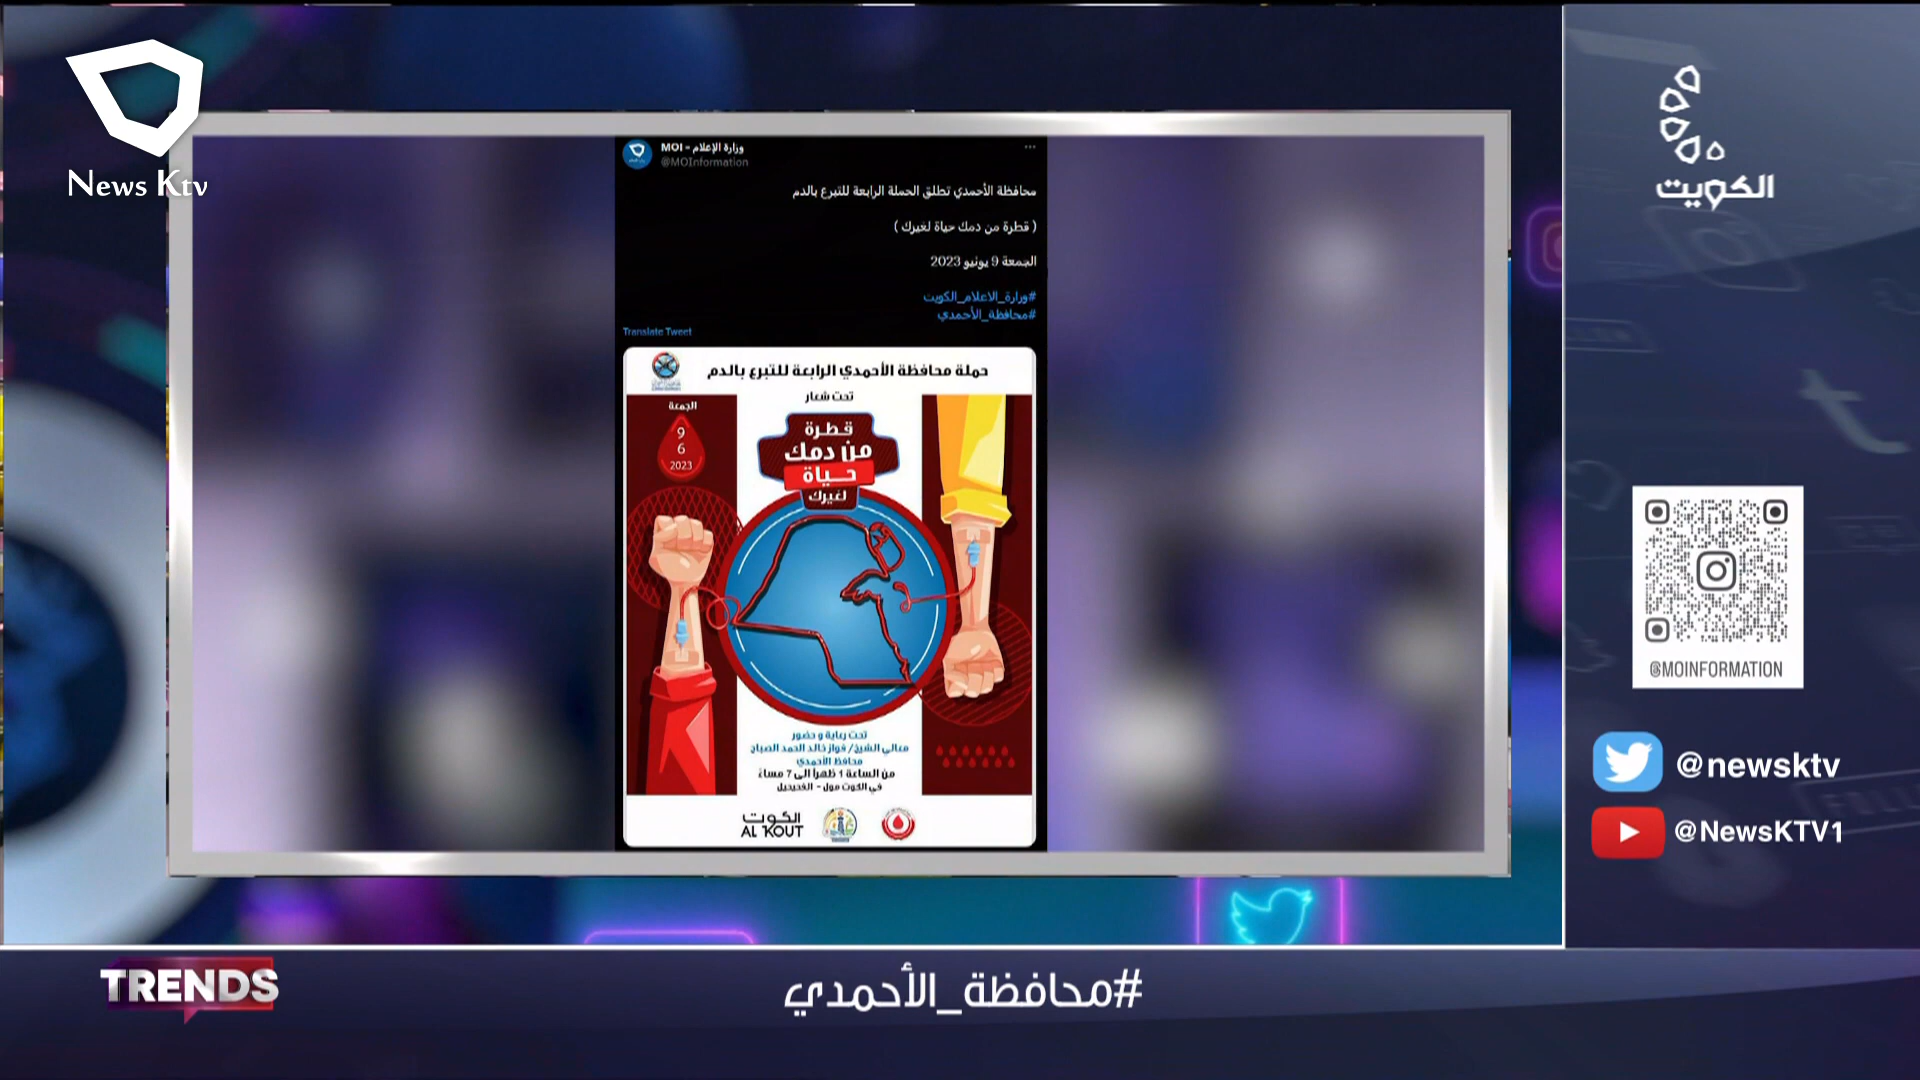 News Ktv
الكويت
وزارة الإعلام - MOI
@MOInformation
محافظة الأحمدي تطلق الحملة الرابعة للتبرع بالدم
( قطرة من دمك حياة لغيرك )
الجمعة 9 يونيو 2023
#وزارة_الاعلام_الكويت
#محافظة_الأحمدي
Translate Tweet
حملة محافظة الأحمدي الرابعة للتبرع بالدم
تحت شعار
الجمعة
9
6
2023
قطرة
من دمك
حياة
لغيرك
تحت رعاية و حضور
معالي الشيخ/ فواز خالد الحمد الصباح
محافظ الأحمدي
من الساعة 1 ظهراً الى 7 مساءً
في الكوت مول - الفحيحيل
الكوت
AL KOUT
@MOINFORMATION
@newsktv
@NewsKTV1
TRENDS
#محافظة_الأحمدي